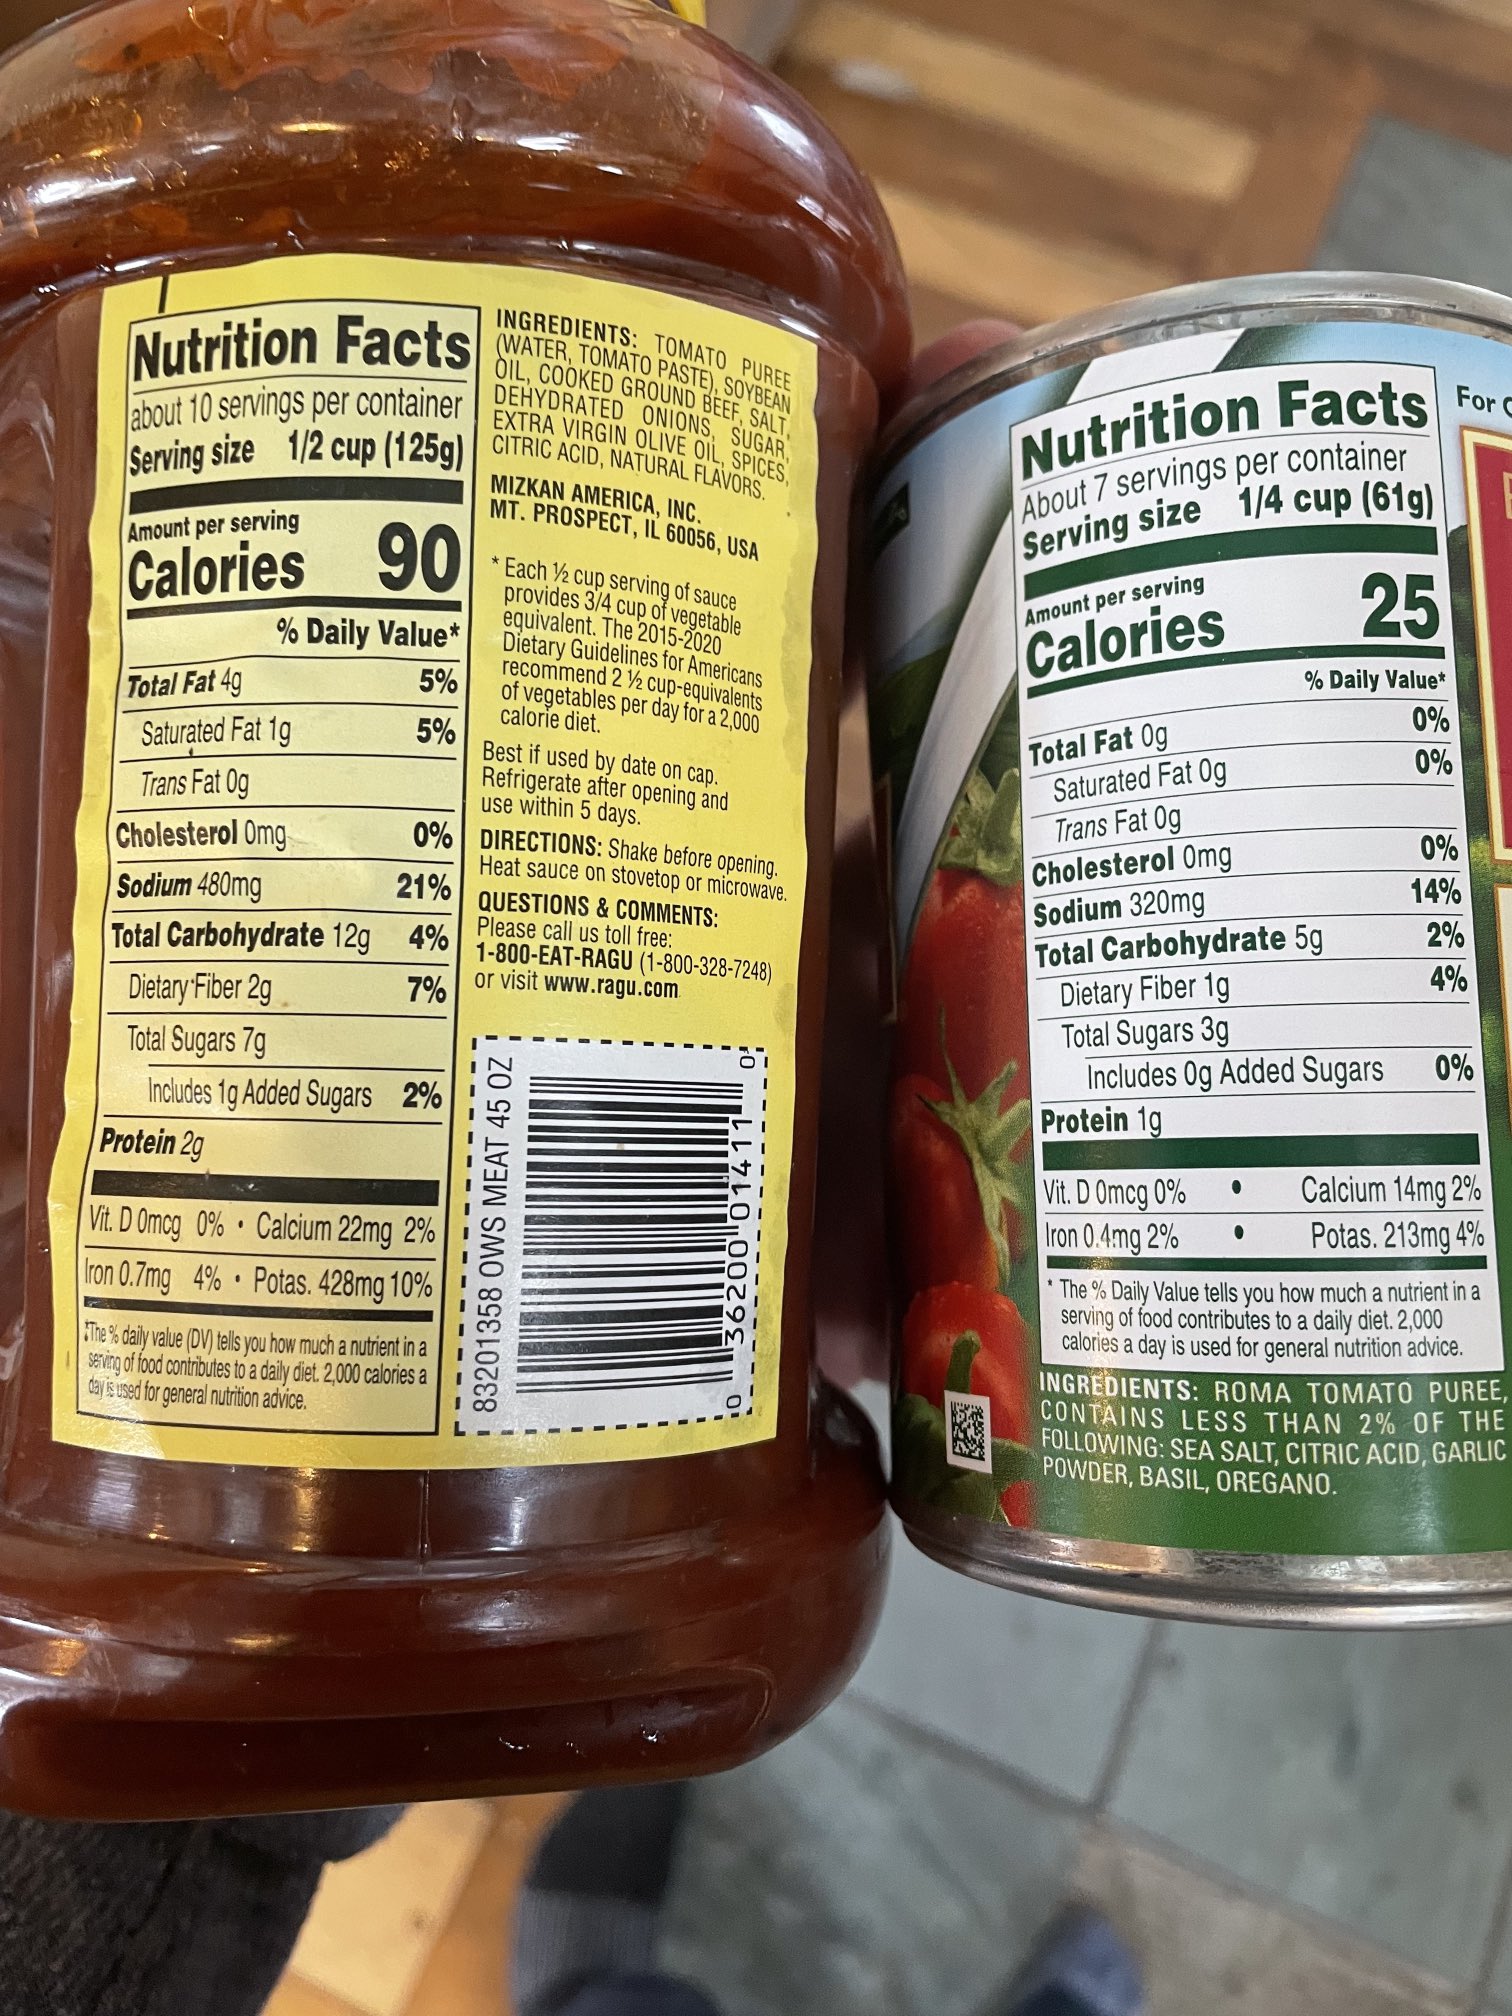 Nutrition Facts
about 10 servings per container
Serving size 1/2 cup (125g)
Amount per serving
Calories 90
% Daily Value*
Total Fat 4g 5%
Saturated Fat 1g 5%
Trans Fat 0g
Cholesterol 0mg 0%
Sodium 480mg 21%
Total Carbohydrate 12g 4%
Dietary Fiber 2g 7%
Total Sugars 7g
Includes 1g Added Sugars 2%
Protein 2g
Vit. D 0mcg 0% • Calcium 22mg 2%
Iron 0.7mg 4% • Potas. 428mg 10%
The % daily value (DV) tells you how much a nutrient in a
serving of food contributes to a daily diet. 2,000 calories a
day is used for general nutrition advice.
INGREDIENTS: TOMATO PUREE
(WATER, TOMATO PASTE), SOYBEAN
OIL, COOKED GROUND BEEF, SALT,
DEHYDRATED ONIONS, SUGAR,
EXTRA VIRGIN OLIVE OIL, SPICES,
CITRIC ACID, NATURAL FLAVORS.
MIZKAN AMERICA, INC.
MT. PROSPECT, IL 60056, USA
* Each ½ cup serving of sauce
provides 3/4 cup of vegetable
equivalent. The 2015-2020
Dietary Guidelines for Americans
recommend 2 ½ cup-equivalents
of vegetables per day for a 2,000
calorie diet.
Best if used by date on cap.
Refrigerate after opening and
use within 5 days.
DIRECTIONS: Shake before opening.
Heat sauce on stovetop or microwave.
QUESTIONS & COMMENTS:
Please call us toll free:
1-800-EAT-RAGU (1-800-328-7248)
or visit www.ragu.com
83201358 OWS MEAT 45 OZ
0 36200 01411 0
Nutrition Facts
About 7 servings per container
Serving size 1/4 cup (61g)
Amount per serving
Calories 25
% Daily Value*
Total Fat 0g 0%
Saturated Fat 0g 0%
Trans Fat 0g
Cholesterol 0mg 0%
Sodium 320mg 14%
Total Carbohydrate 5g 2%
Dietary Fiber 1g 4%
Total Sugars 3g
Includes 0g Added Sugars 0%
Protein 1g
Vit. D 0mcg 0% • Calcium 14mg 2%
Iron 0.4mg 2% • Potas. 213mg 4%
* The % Daily Value tells you how much a nutrient in a
serving of food contributes to a daily diet. 2,000
calories a day is used for general nutrition advice.
INGREDIENTS: ROMA TOMATO PUREE,
CONTAINS LESS THAN 2% OF THE
FOLLOWING: SEA SALT, CITRIC ACID, GARLIC
POWDER, BASIL, OREGANO.
For